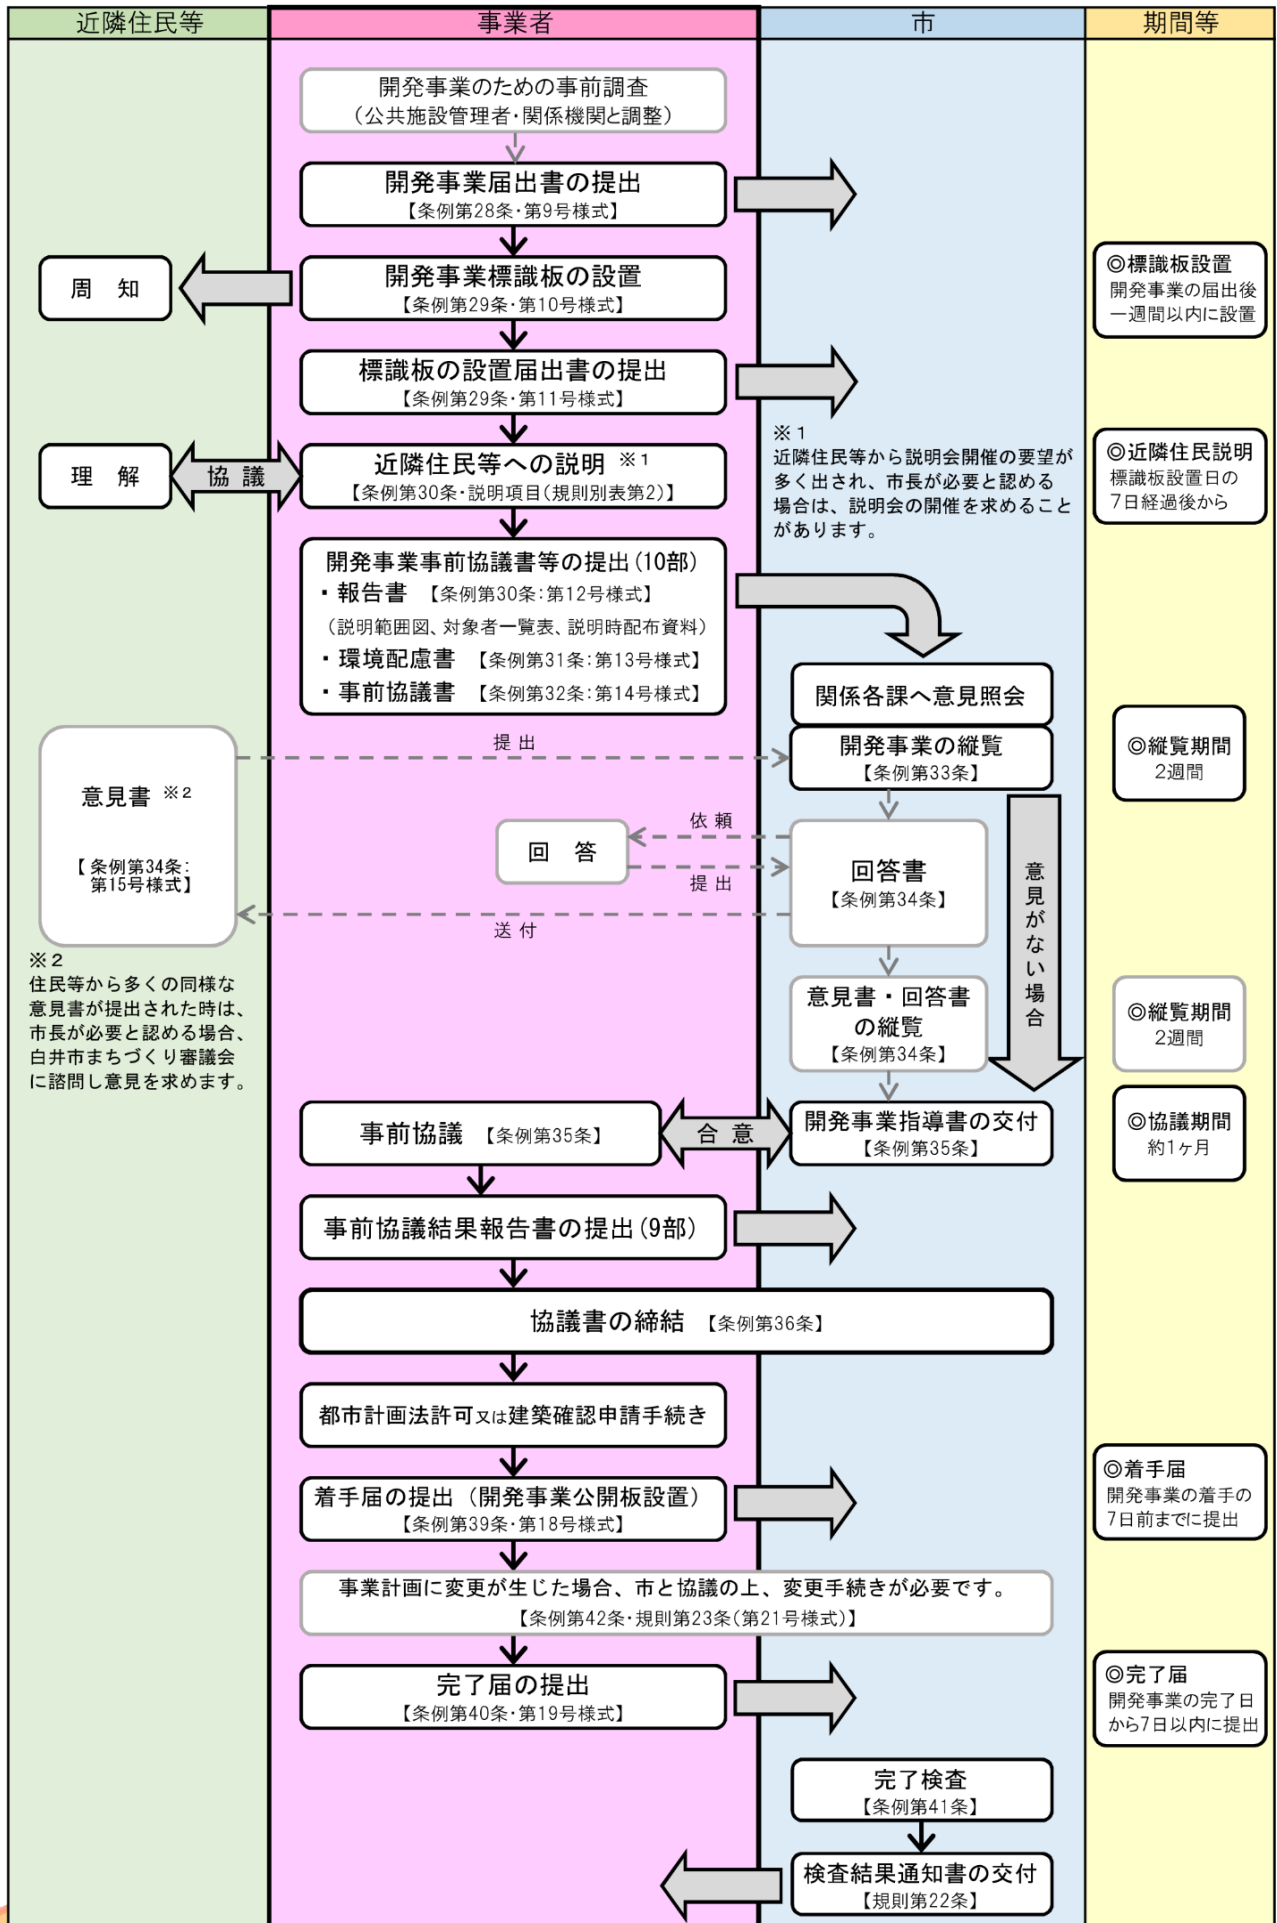 近隣住民等
事業者
市
期間等
開発事業のための事前調査
（公共施設管理者・関係機関と調整）
開発事業届出書の提出
【条例第28条・第9号様式】
周　知
開発事業標識板の設置
【条例第29条・第10号様式】
◎標識板設置
開発事業の届出後
一週間以内に設置
標識板の設置届出書の提出
【条例第29条・第11号様式】
※１
近隣住民等から説明会開催の要望が
多く出され、市長が必要と認める
場合は、説明会の開催を求めること
があります。
理　解
協　議
近隣住民等への説明 ※１
【条例第30条・説明項目(規則別表第2)】
◎近隣住民説明
標識板設置日の
7日経過後から
開発事業事前協議書等の提出(10部)
・報告書　【条例第30条：第12号様式】
（説明範囲図、対象者一覧表、説明時配布資料）
・環境配慮書　【条例第31条：第13号様式】
・事前協議書　【条例第32条：第14号様式】
関係各課へ意見照会
開発事業の縦覧
【条例第33条】
◎縦覧期間
2週間
提 出
意見書 ※２
【条例第34条：
第15号様式】
依 頼
回　答
提 出
回答書
【条例第34条】
送 付
意見がない場合
※２
住民等から多くの同様な
意見書が提出された時は、
市長が必要と認める場合、
白井市まちづくり審議会
に諮問し意見を求めます。
意見書・回答書
の縦覧
【条例第34条】
◎縦覧期間
2週間
事前協議　【条例第35条】
合 意
開発事業指導書の交付
【条例第35条】
◎協議期間
約1ヶ月
事前協議結果報告書の提出(9部)
協議書の締結　【条例第36条】
都市計画法許可又は建築確認申請手続き
着手届の提出（開発事業公開板設置）
【条例第39条・第18号様式】
◎着手届
開発事業の着手の
7日前までに提出
事業計画に変更が生じた場合、市と協議の上、変更手続きが必要です。
【条例第42条・規則第23条(第21号様式)】
完了届の提出
【条例第40条・第19号様式】
◎完了届
開発事業の完了日
から7日以内に提出
完了検査
【条例第41条】
検査結果通知書の交付
【規則第22条】